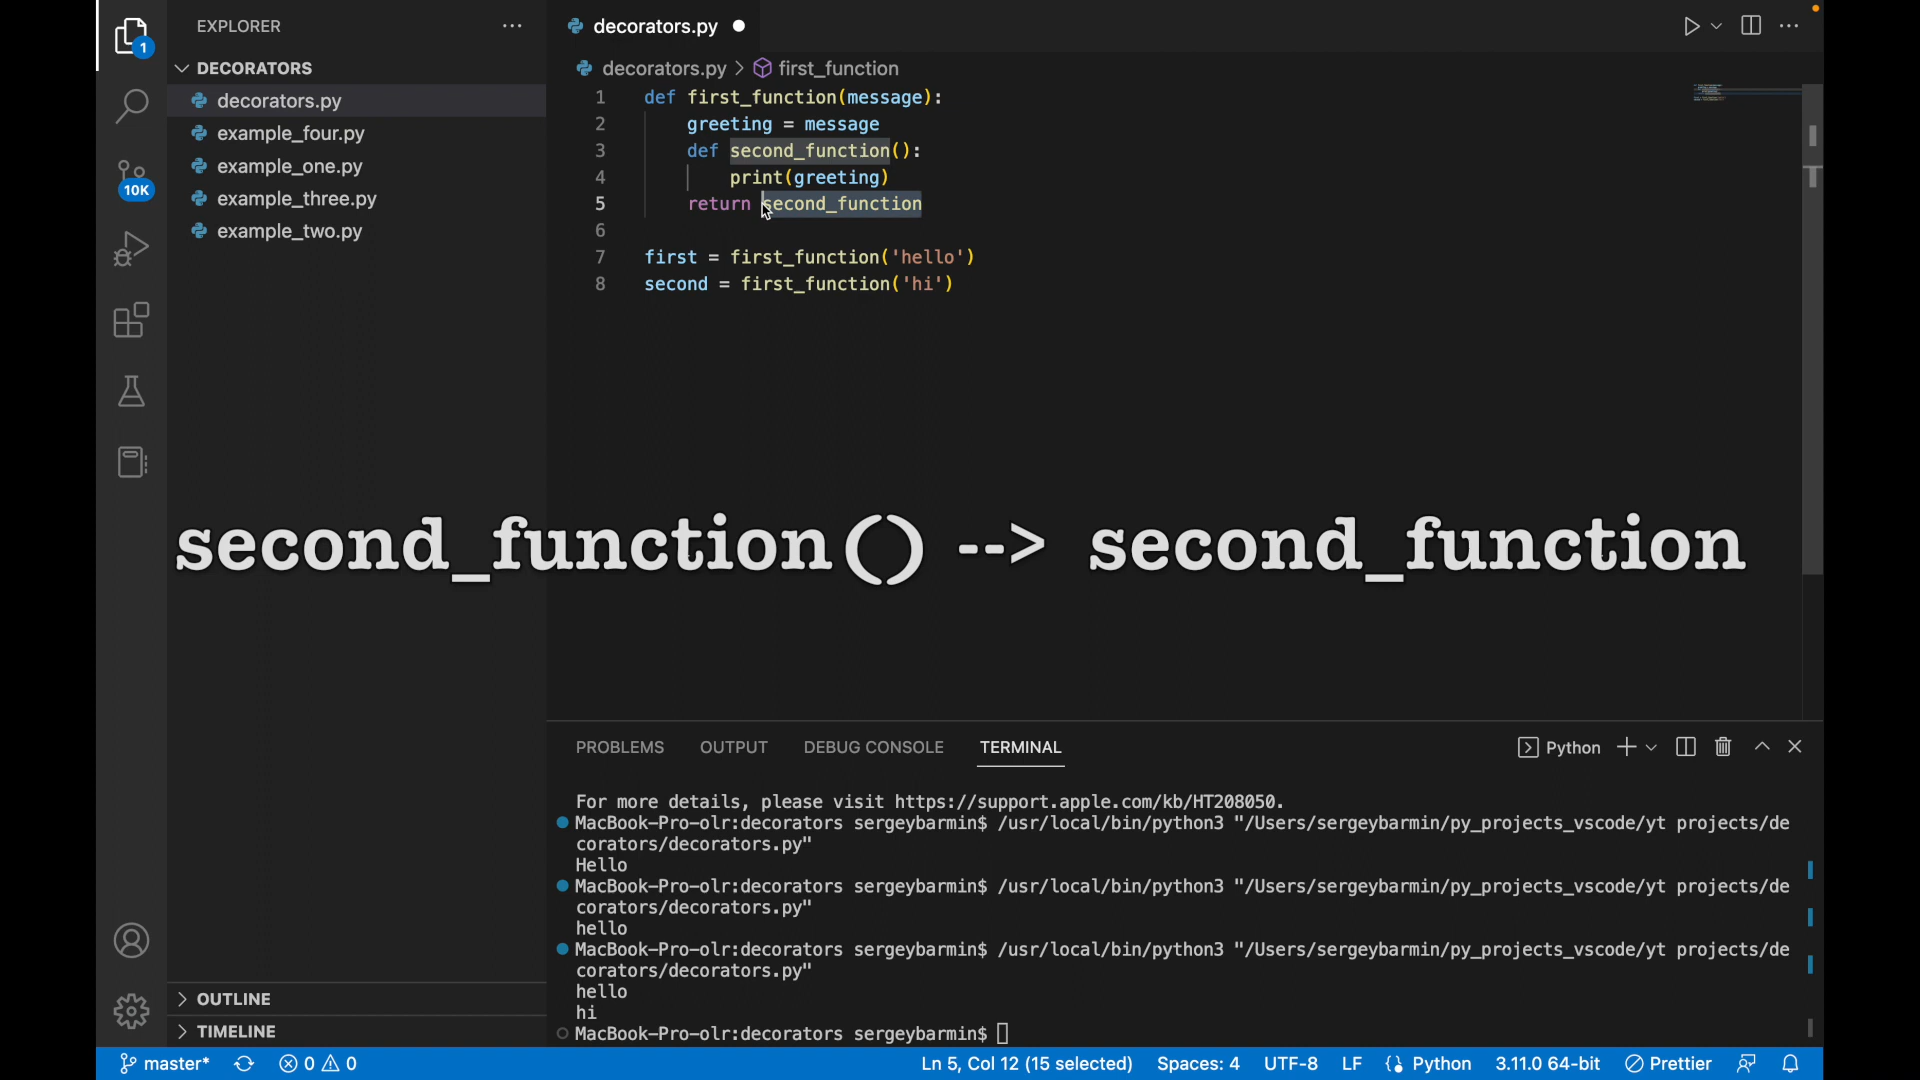 EXPLORER
DECORATORS
decorators.py
example_four.py
example_one.py
example_three.py
example_two.py
1
10K
decorators.py
decorators.py > first_function
1 def first_function(message):
2 greeting = message
3 def second_function():
4 print(greeting)
5 return second_function
6
7 first = first_function('hello')
8 second = first_function('hi')
second_function() --> second_function
PROBLEMS OUTPUT DEBUG CONSOLE TERMINAL
Python
For more details, please visit https://support.apple.com/kb/HT208050.
MacBook-Pro-olr:decorators sergeybarmin$ /usr/local/bin/python3 "/Users/sergeybarmin/py_projects_vscode/yt projects/de
corators/decorators.py"
Hello
MacBook-Pro-olr:decorators sergeybarmin$ /usr/local/bin/python3 "/Users/sergeybarmin/py_projects_vscode/yt projects/de
corators/decorators.py"
hello
MacBook-Pro-olr:decorators sergeybarmin$ /usr/local/bin/python3 "/Users/sergeybarmin/py_projects_vscode/yt projects/de
corators/decorators.py"
hello
hi
MacBook-Pro-olr:decorators sergeybarmin$
OUTLINE
TIMELINE
master* 0 0 Ln 5, Col 12 (15 selected) Spaces: 4 UTF-8 LF Python 3.11.0 64-bit Prettier